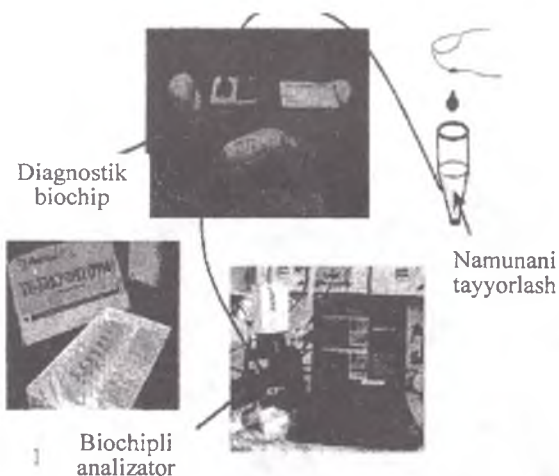 Diagnostik
biochip
Namunani
tayyorlash
Biochipli
analizator